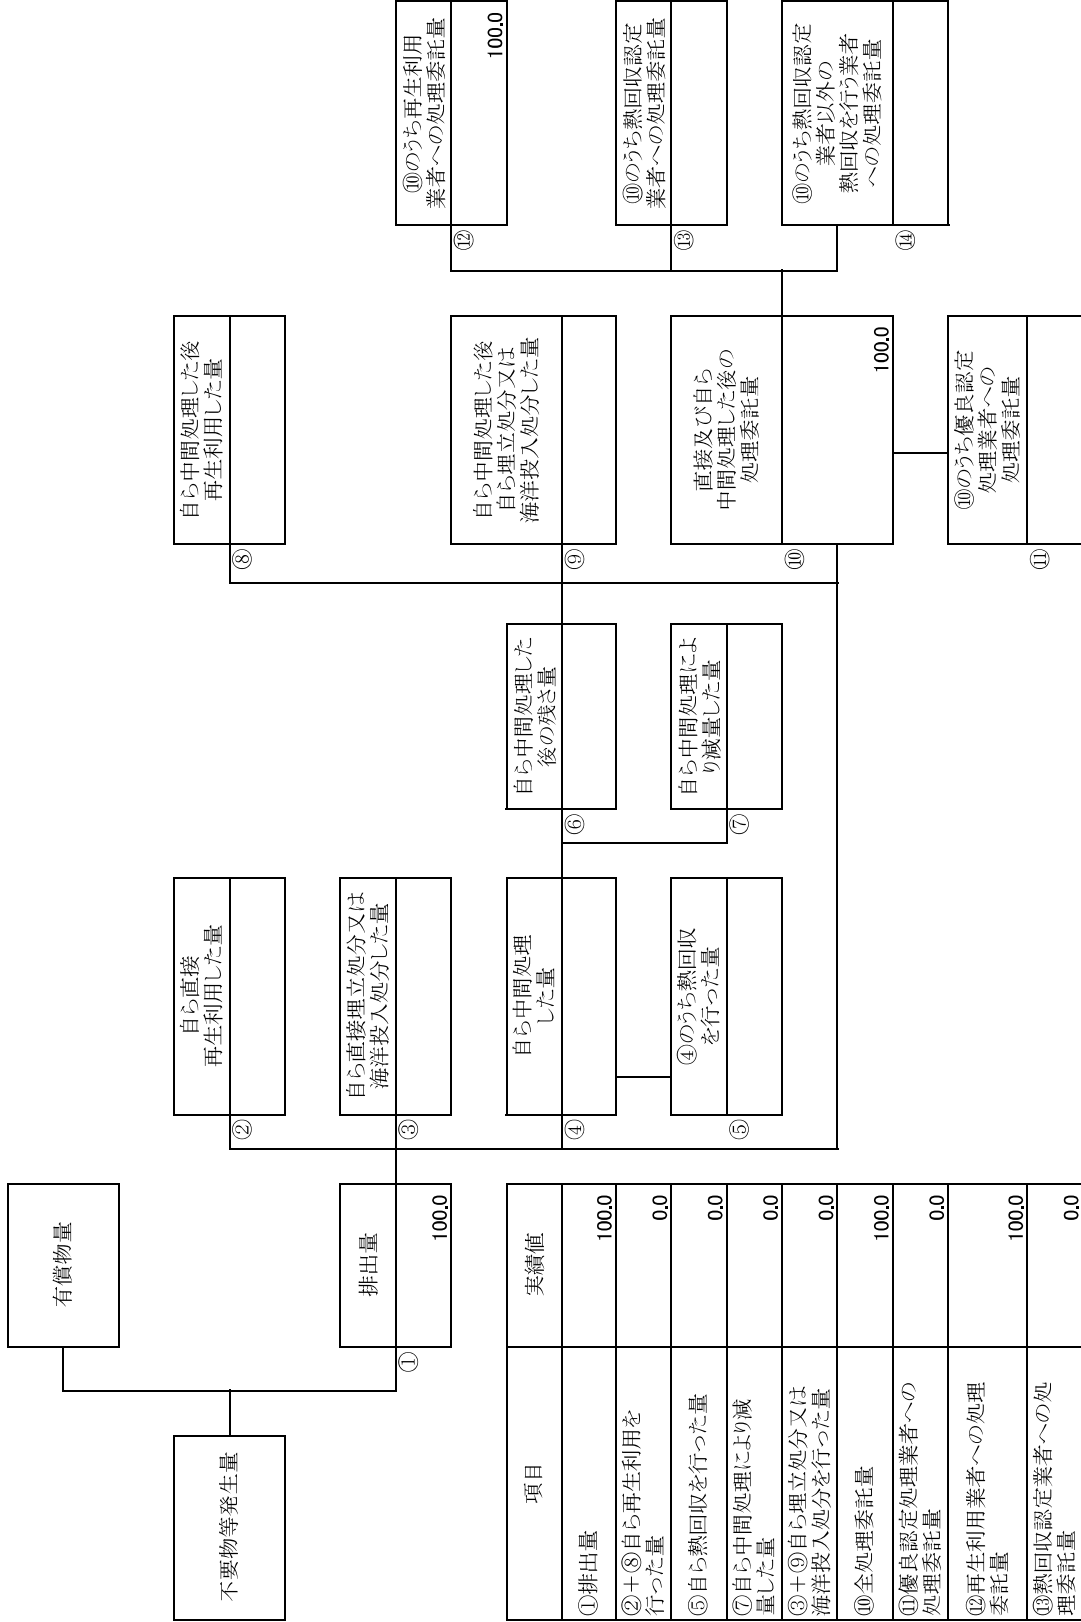 不要物等発生量
有償物量
排出量
①
100.0
②
自ら直接
再生利用した量
③
自ら直接埋立処分又は
海洋投入処分した量
④
自ら中間処理
した量
⑤
④のうち熱回収
を行った量
⑥
自ら中間処理した
後の残さ量
⑦
自ら中間処理によ
り減量した量
⑧
自ら中間処理した後
再生利用した量
⑨
自ら中間処理した後
自ら埋立処分又は
海洋投入処分した量
⑩
直接及び自ら
中間処理した後の
処理委託量
100.0
⑪
⑩のうち優良認定
処理業者への
処理委託量
⑫
⑩のうち再生利用
業者への処理委託量
100.0
⑬
⑩のうち熱回収認定
業者への処理委託量
⑭
⑩のうち熱回収認定
業者以外の
熱回収を行う業者
への処理委託量
項目 実績値
①排出量 100.0
②+⑧自ら再生利用を
行った量 0.0
⑤自ら熱回収を行った量 0.0
⑦自ら中間処理により減
量した量 0.0
③+⑨自ら埋立処分又は
海洋投入処分を行った量 0.0
⑩全処理委託量 100.0
⑪優良認定処理業者への
処理委託量 0.0
⑫再生利用業者への処理
委託量 100.0
⑬熱回収認定業者への処
理委託量 0.0